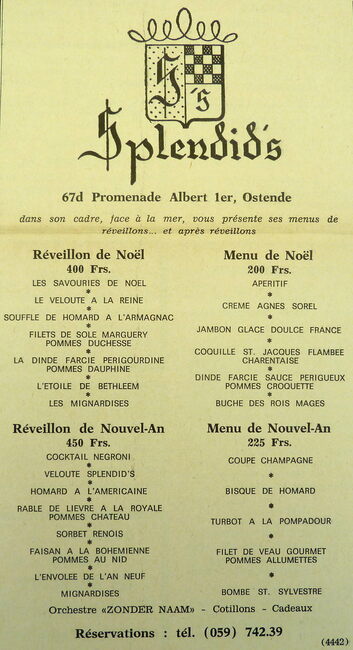 S
'S
Splendid's
67d Promenade Albert 1er, Ostende
dans son cadre, face à la mer, vous présente ses menus de
réveillons... et après réveillons
Réveillon de Noël
400 Frs.
LES SAVOURIES DE NOEL
*
LE VELOUTE A LA REINE
*
SOUFFLE DE HOMARD A L'ARMAGNAC
*
FILETS DE SOLE MARGUERY
POMMES DUCHESSE
*
LA DINDE FARCIE PERIGOURDINE
POMMES DAUPHINE
*
L'ETOILE DE BETHLEEM
*
LES MIGNARDISES
Menu de Noël
200 Frs.
APERITIF
*
CREME AGNES SOREL
*
JAMBON GLACE DOULCE FRANCE
*
COQUILLE ST. JACQUES FLAMBEE
CHARENTAISE
*
DINDE FARCIE SAUCE PERIGUEUX
POMMES CROQUETTE
*
BUCHE DES ROIS MAGES
Réveillon de Nouvel-An
450 Frs.
COCKTAIL NEGRONI
*
VELOUTE SPLENDID'S
*
HOMARD A L'AMERICAINE
*
RABLE DE LIEVRE A LA ROYALE
POMMES CHATEAU
*
SORBET RENOIS
*
FAISAN A LA BOHEMIENNE
POMMES AU NID
*
L'ENVOLEE DE L'AN NEUF
*
MIGNARDISES
Menu de Nouvel-An
225 Frs.
COUPE CHAMPAGNE
*
BISQUE DE HOMARD
*
TURBOT A LA POMPADOUR
*
FILET DE VEAU GOURMET
POMMES ALLUMETTES
*
BOMBE ST. SYLVESTRE
Orchestre «ZONDER NAAM» - Cotillons - Cadeaux
Réservations : tél. (059) 742.39
(4442)